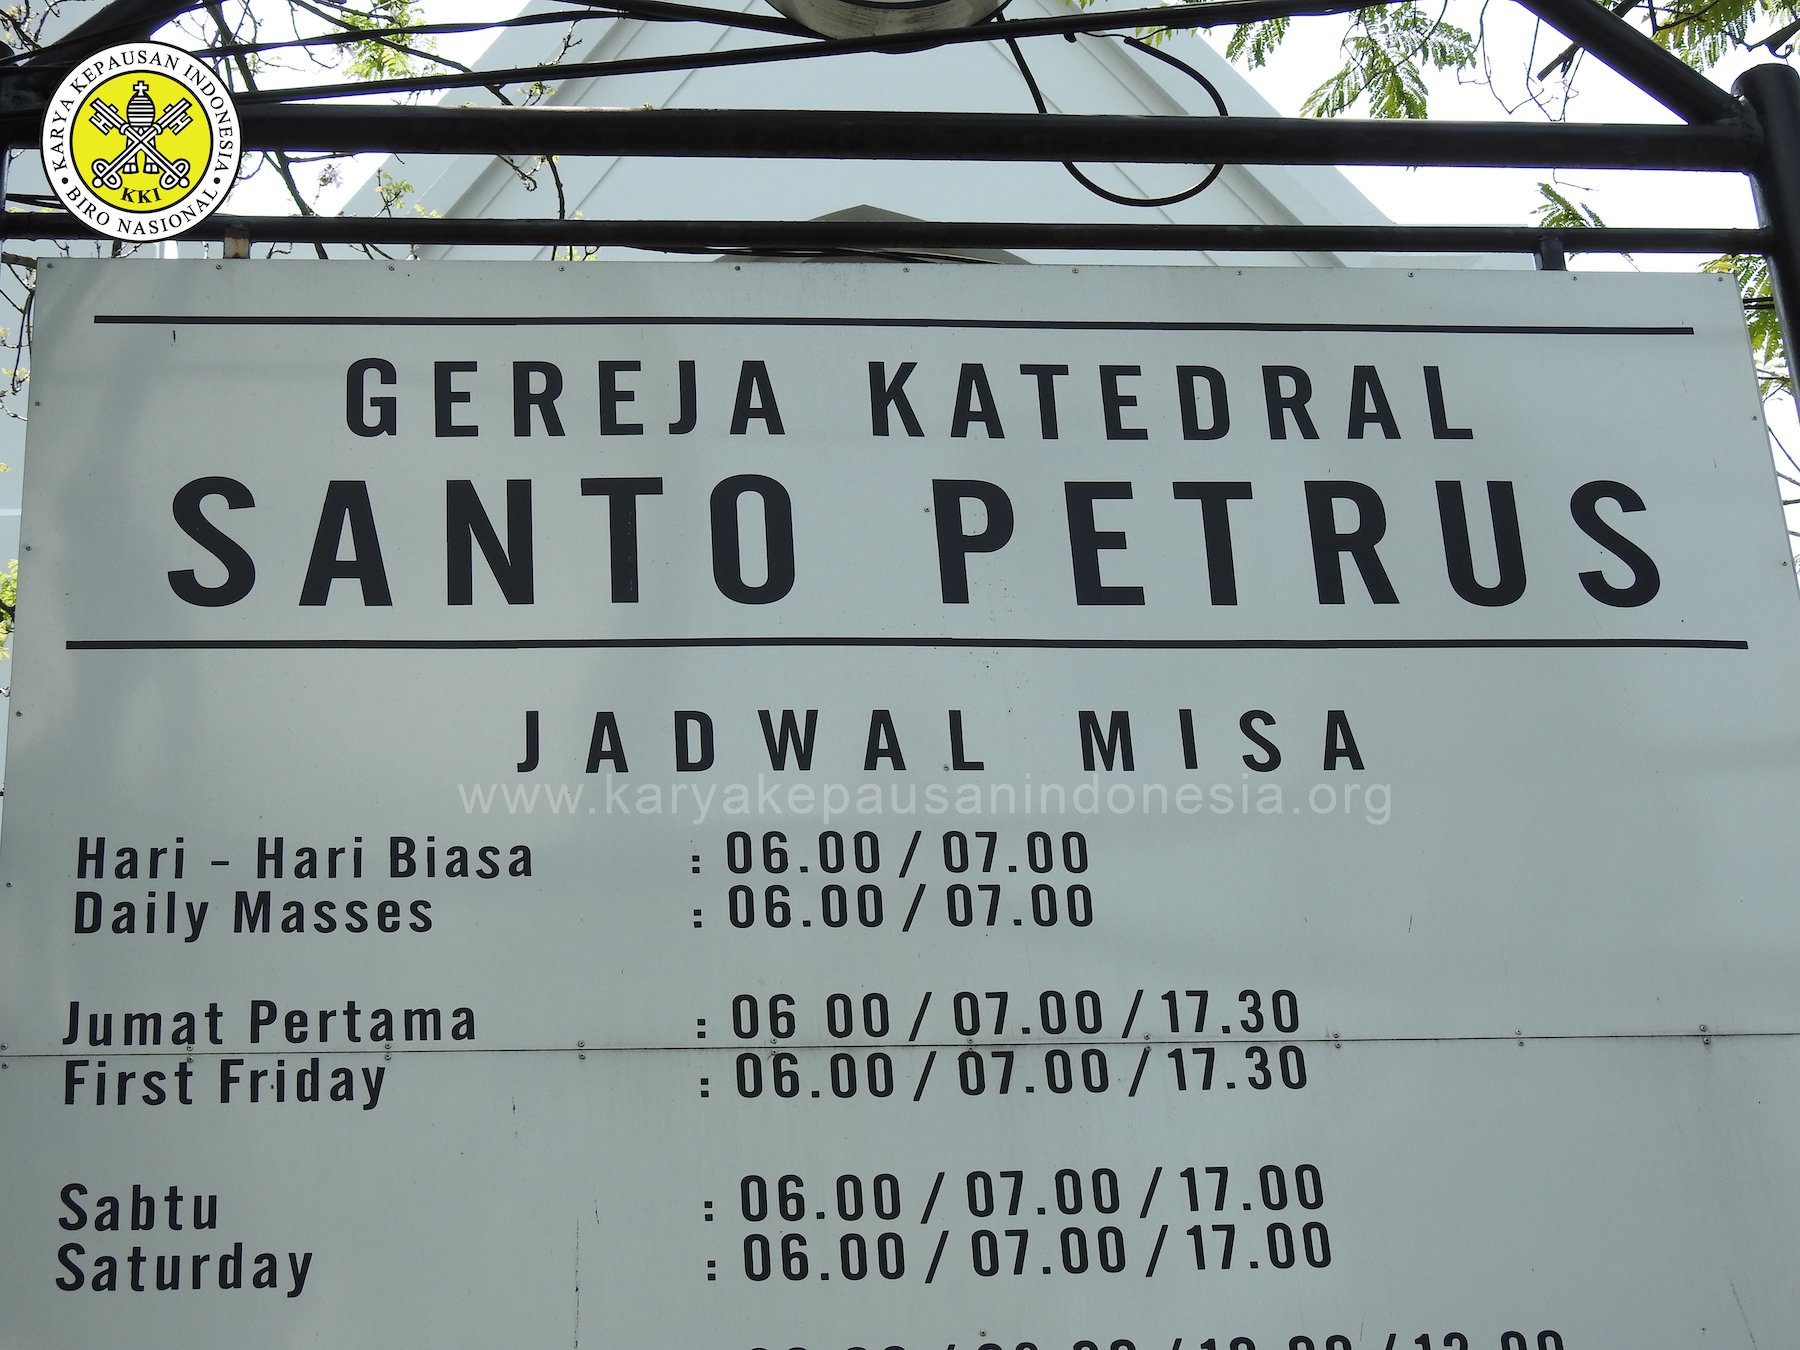 KARYA KEPAUSAN INDONESIA
KKI
• BIRO NASIONAL •
GEREJA KATEDRAL
SANTO PETRUS
JADWAL MISA
www.karyakepausanindonesia.org
Hari - Hari Biasa : 06.00 / 07.00
Daily Masses : 06.00 / 07.00
Jumat Pertama : 06 00 / 07.00 / 17.30
First Friday : 06.00 / 07.00 / 17.30
Sabtu : 06.00 / 07.00 / 17.00
Saturday : 06.00 / 07.00 / 17.00